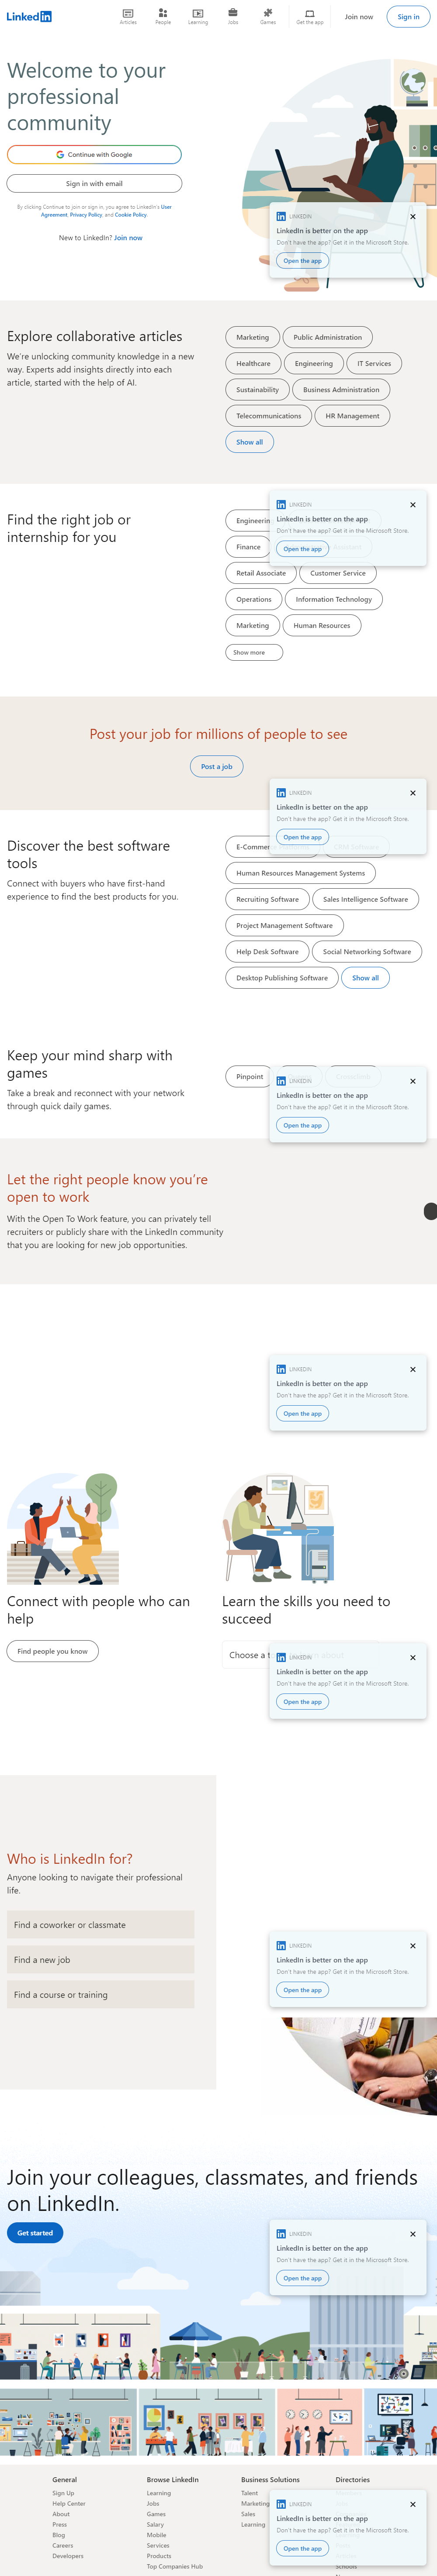 LinkedIn
Articles
People
Learning
Jobs
Games
Get the app
Join now
Sign in
Welcome to your
professional
community
Continue with Google
Sign in with email
By clicking Continue to join or sign in, you agree to LinkedIn's User
Agreement, Privacy Policy, and Cookie Policy.
New to LinkedIn? Join now
LINKEDIN
LinkedIn is better on the app
Don't have the app? Get it in the Microsoft Store.
Open the app
Explore collaborative articles
We're unlocking community knowledge in a new
way. Experts add insights directly into each
article, started with the help of AI.
Marketing
Public Administration
Healthcare
Engineering
IT Services
Sustainability
Business Administration
Telecommunications
HR Management
Show all
Find the right job or
internship for you
Engineering
LINKEDIN
LinkedIn is better on the app
Don't have the app? Get it in the Microsoft Store.
Open the app
Finance
Retail Associate
Customer Service
Operations
Information Technology
Marketing
Human Resources
Show more
Post your job for millions of people to see
Post a job
LINKEDIN
LinkedIn is better on the app
Don't have the app? Get it in the Microsoft Store.
Open the app
Discover the best software
tools
Connect with buyers who have first-hand
experience to find the best products for you.
E-Commerce
Human Resources Management Systems
Recruiting Software
Sales Intelligence Software
Project Management Software
Help Desk Software
Social Networking Software
Desktop Publishing Software
Show all
Keep your mind sharp with
games
Take a break and reconnect with your network
through quick daily games.
Pinpoint
LINKEDIN
LinkedIn is better on the app
Don't have the app? Get it in the Microsoft Store.
Open the app
Let the right people know you're
open to work
With the Open To Work feature, you can privately tell
recruiters or publicly share with the LinkedIn community
that you are looking for new job opportunities.
LINKEDIN
LinkedIn is better on the app
Don't have the app? Get it in the Microsoft Store.
Open the app
Connect with people who can
help
Find people you know
Learn the skills you need to
succeed
Choose a
LINKEDIN
LinkedIn is better on the app
Don't have the app? Get it in the Microsoft Store.
Open the app
Who is LinkedIn for?
Anyone looking to navigate their professional
life.
Find a coworker or classmate
Find a new job
Find a course or training
LINKEDIN
LinkedIn is better on the app
Don't have the app? Get it in the Microsoft Store.
Open the app
Join your colleagues, classmates, and friends
on LinkedIn.
Get started
LINKEDIN
LinkedIn is better on the app
Don't have the app? Get it in the Microsoft Store.
Open the app
General
Sign Up
Help Center
About
Press
Blog
Careers
Developers
Browse LinkedIn
Learning
Jobs
Games
Salary
Mobile
Services
Products
Top Companies Hub
Business Solutions
Talent
Marketing
Sales
Learning
Directories
LINKEDIN
LinkedIn is better on the app
Don't have the app? Get it in the Microsoft Store.
Open the app
Schools